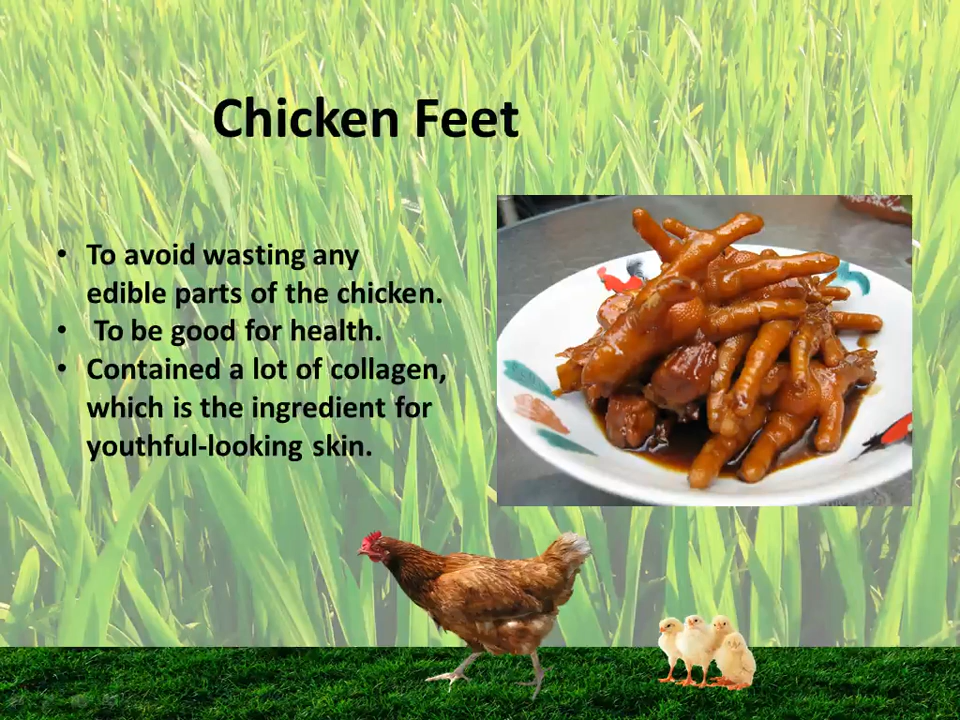 Chicken Feet
• To avoid wasting any
edible parts of the chicken.
• To be good for health.
• Contained a lot of collagen,
which is the ingredient for
youthful-looking skin.